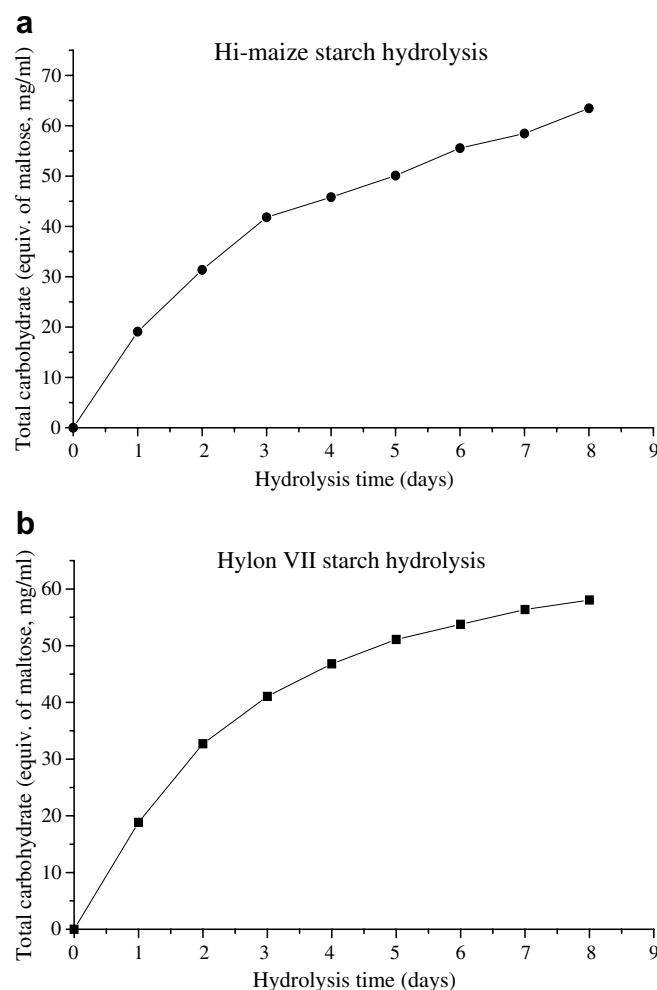 a
Hi-maize starch hydrolysis
Total carbohydrate (equiv. of maltose, mg/ml)
70
60
50
40
30
20
10
0
0 1 2 3 4 5 6 7 8 9
Hydrolysis time (days)
b
Hylon VII starch hydrolysis
Total carbohydrate (equiv. of maltose, mg/ml)
60
50
40
30
20
10
0
0 1 2 3 4 5 6 7 8 9
Hydrolysis time (days)